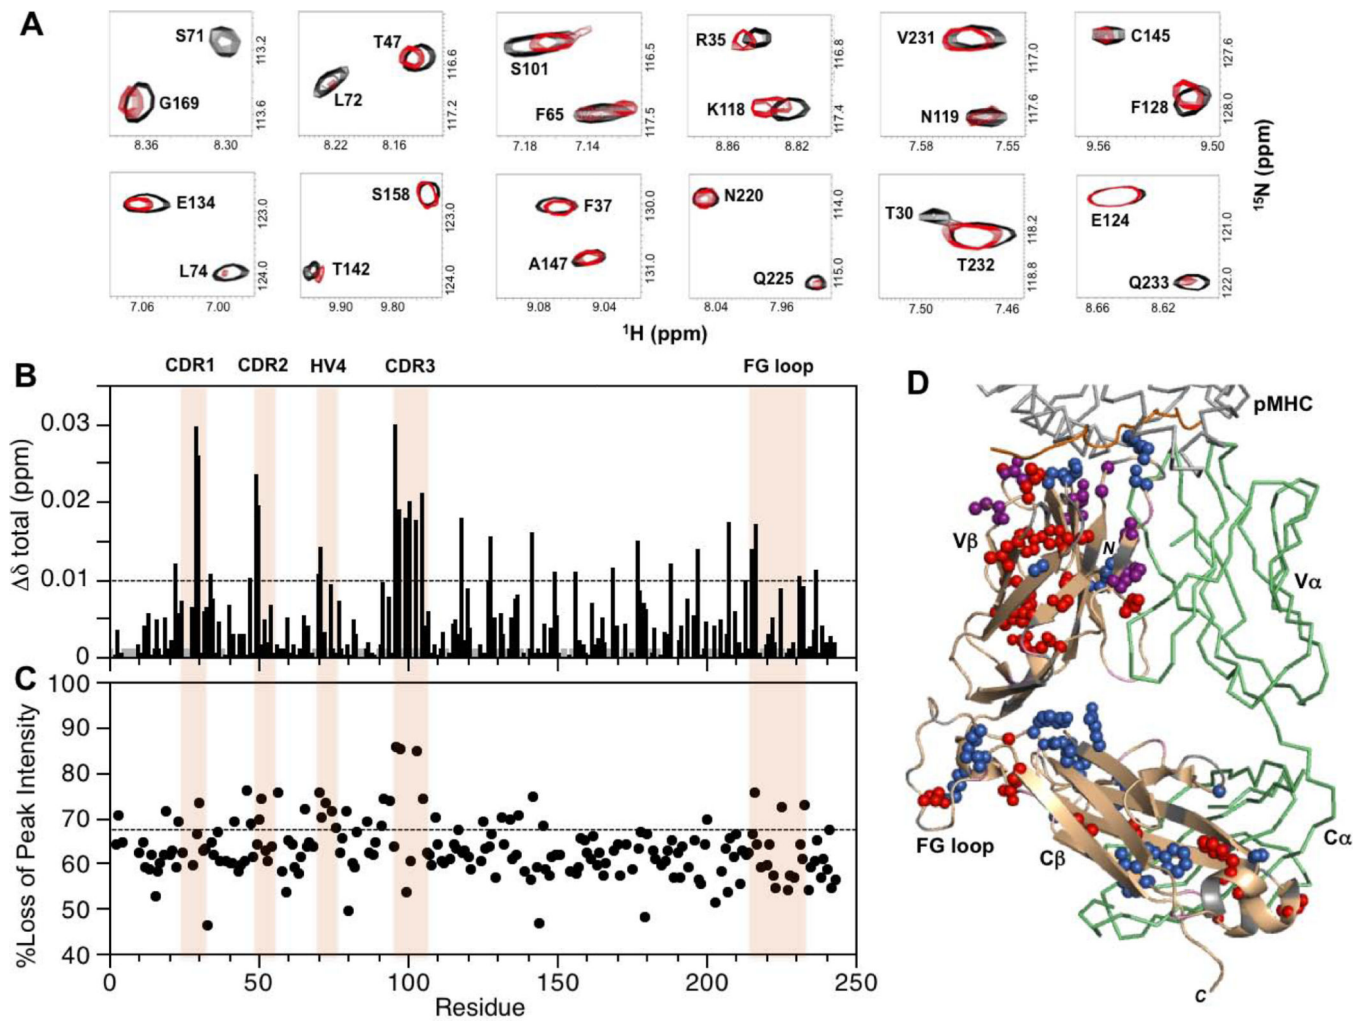 A
S71
G169
113.2
113.6
8.36
8.30
T47
L72
116.6
117.2
8.22
8.16
S101
F65
116.5
117.5
7.18
7.14
R35
K118
116.8
117.4
8.86
8.82
V231
N119
117.0
117.6
7.58
7.55
C145
F128
127.6
128.0
9.56
9.50
E134
L74
123.0
124.0
7.06
7.00
S158
T142
123.0
124.0
9.90
9.80
F37
A147
130.0
131.0
9.08
9.04
N220
Q225
114.0
115.0
8.04
7.96
T30
T232
118.2
118.8
7.50
7.46
E124
Q233
121.0
122.0
8.66
8.62
15N (ppm)
¹H (ppm)
B
CDR1
CDR2
HV4
CDR3
FG loop
Δδ total (ppm)
0.03
0.02
0.01
0
C
%Loss of Peak Intensity
100
90
80
70
60
50
40
0
50
100
150
200
250
Residue
D
pMHC
Vβ
N
Vα
FG loop
Cβ
Cα
C